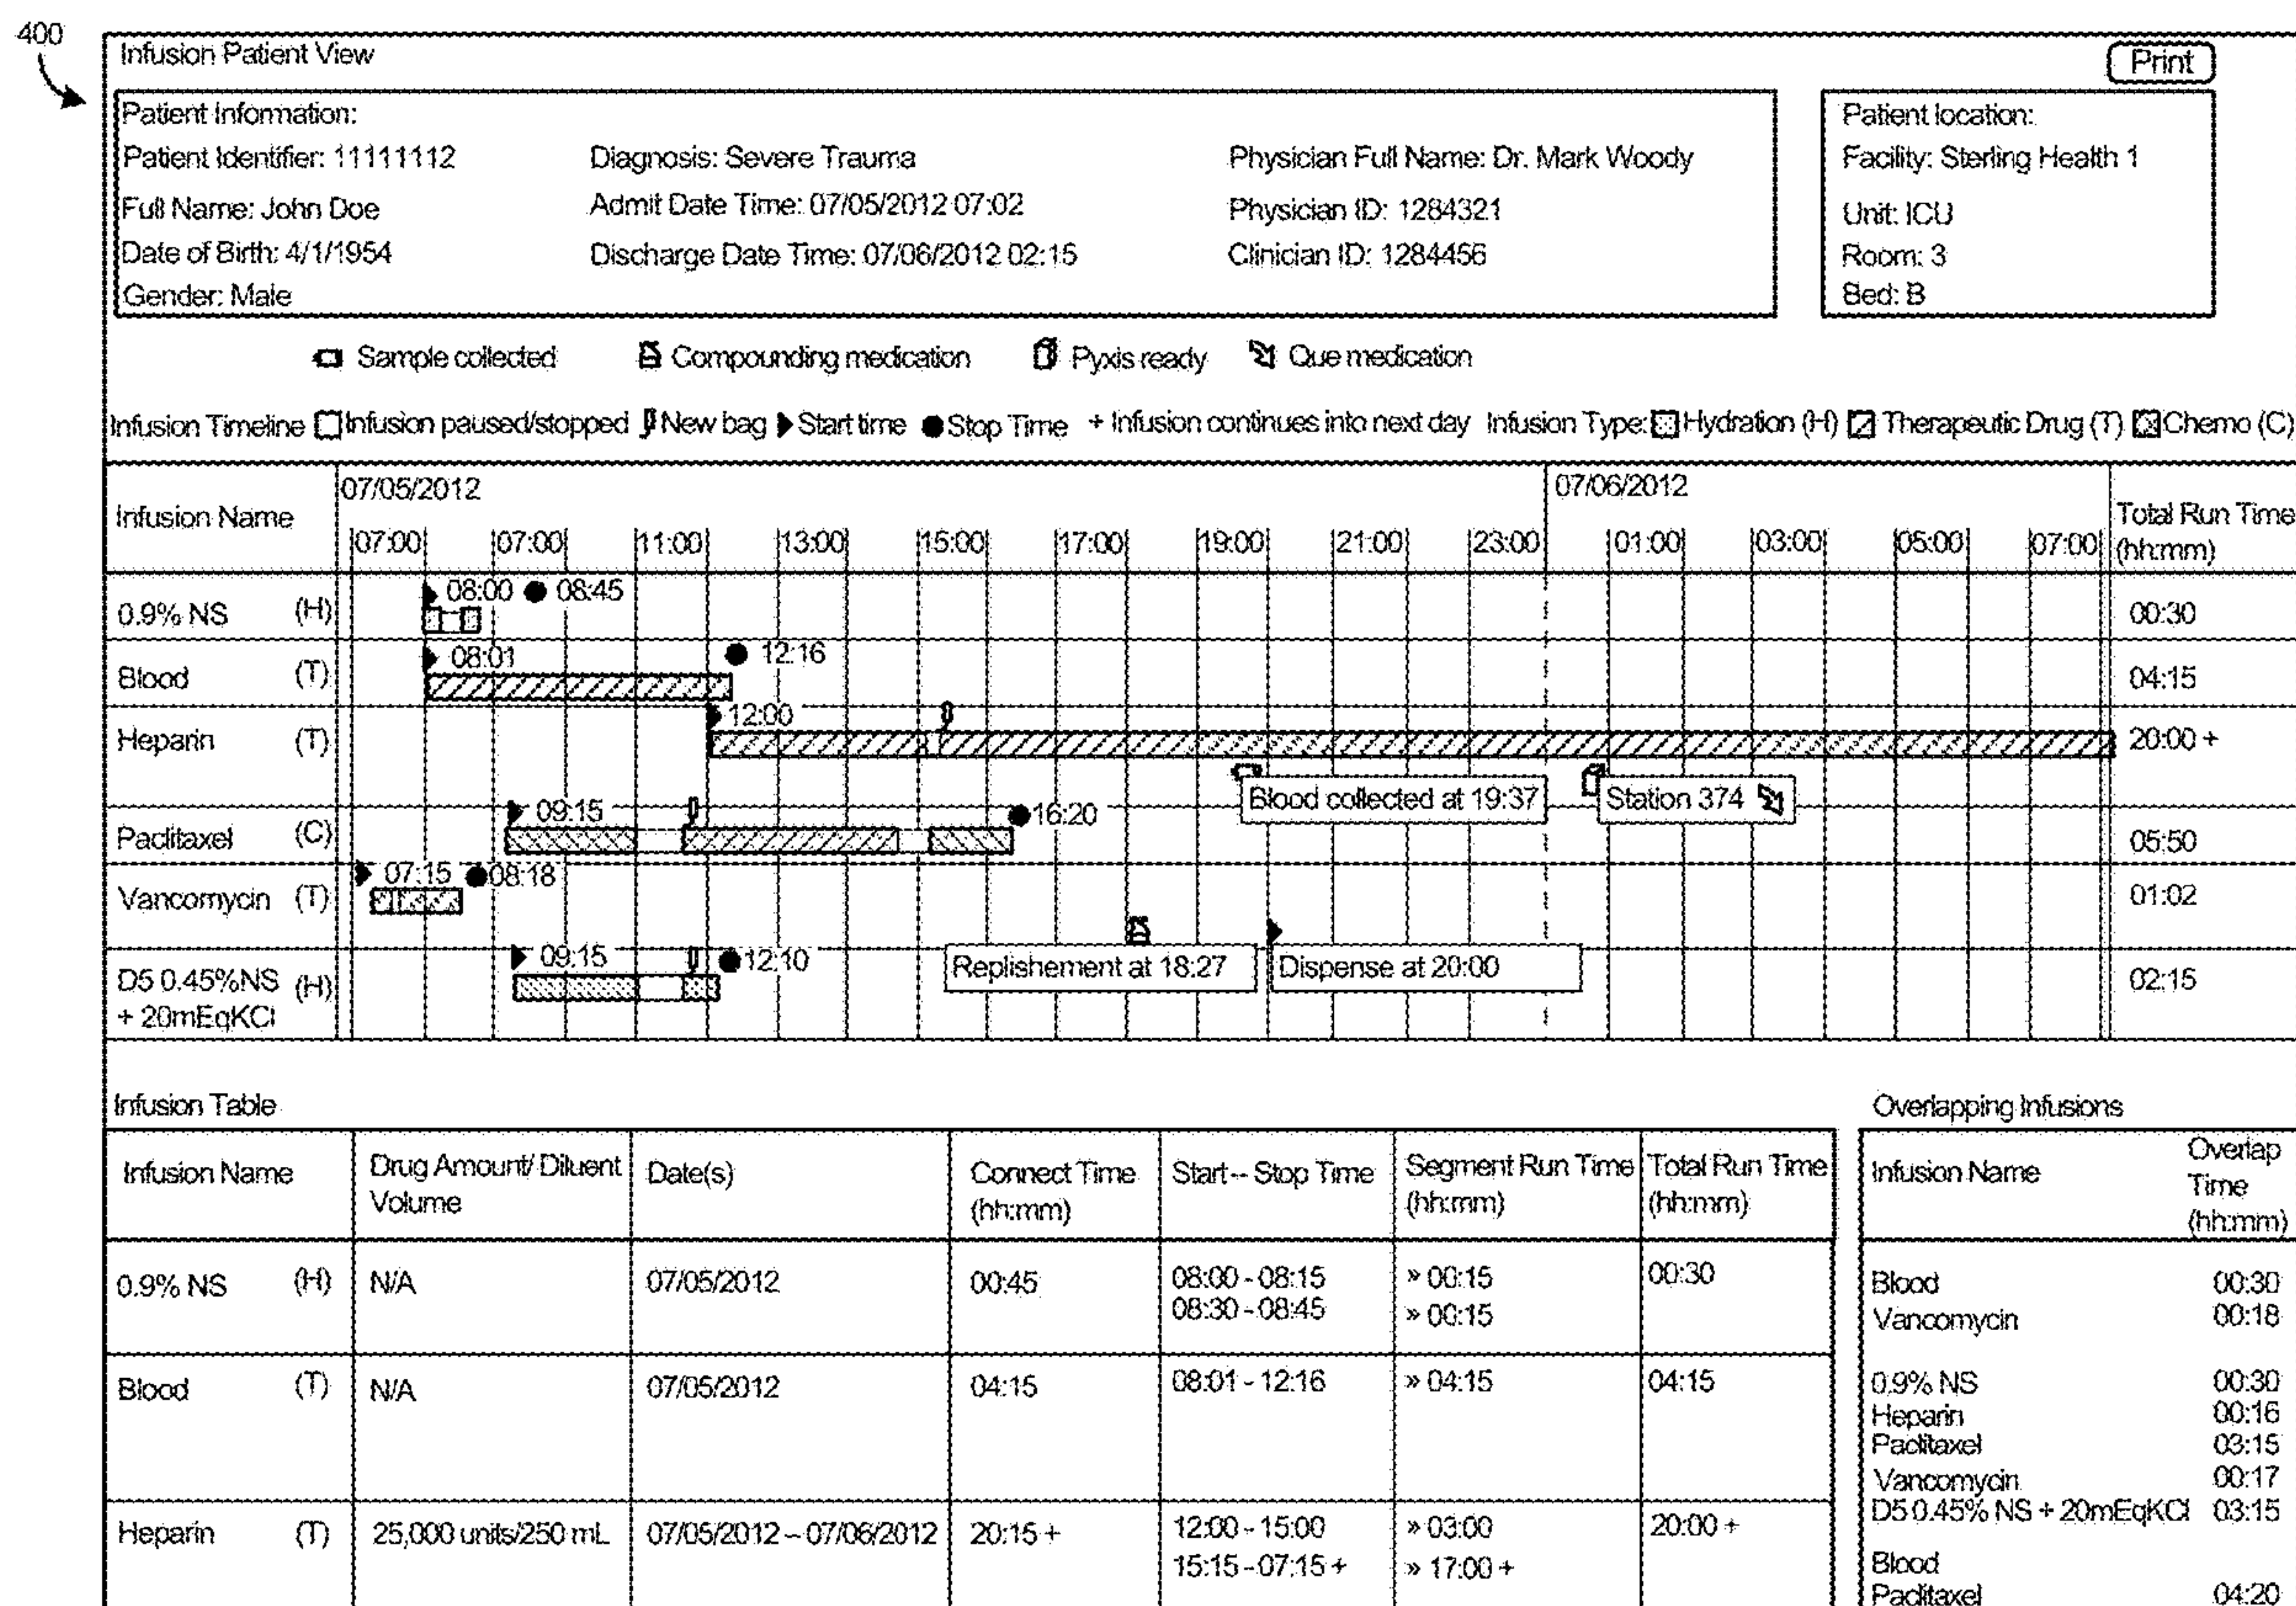 400
Infusion Patient View
Print
Patient Information:
Patient Identifier: 11111112 Diagnosis: Severe Trauma Physician Full Name: Dr. Mark Woody
Full Name: John Doe Admit Date Time: 07/05/2012 07:02 Physician ID: 1284321
Date of Birth: 4/1/1954 Discharge Date Time: 07/06/2012 02:15 Clinician ID: 1284456
Gender: Male
Patient location:
Facility: Sterling Health 1
Unit: ICU
Room: 3
Bed: B
Sample collected Compounding medication Pyxis ready Que medication
Infusion Timeline Infusion paused/stopped New bag Start time Stop Time + Infusion continues into next day Infusion Type: Hydration (H) Therapeutic Drug (T) Chemo (C)
Infusion Name
07/05/2012 07/06/2012
07:00 07:00 11:00 13:00 15:00 17:00 19:00 21:00 23:00 01:00 03:00 05:00 07:00
Total Run Time
(hh:mm)
0.9% NS (H) 08:00 08:45 00:30
Blood (T) 08:01 12:16 04:15
Heparin (T) 12:00 20:00 +
Blood collected at 19:37 Station 374
Paclitaxel (C) 09:15 16:20 05:50
Vancomycin (T) 07:15 08:18 01:02
Replishement at 18:27 Dispense at 20:00
D5 0.45%NS (H) 09:15 12:10 02:15
+ 20mEqKCl
Infusion Table
Infusion Name
Drug Amount/ Diluent
Volume
Date(s)
Connect Time
(hh:mm)
Start-- Stop Time
Segment Run Time
(hh:mm)
Total Run Time
(hh:mm)
0.9% NS (H) N/A 07/05/2012 00:45 08:00 - 08:15 » 00:15 00:30
08:30 - 08:45 » 00:15
Blood (T) N/A 07/05/2012 04:15 08:01 - 12:16 » 04:15 04:15
Heparin (T) 25,000 units/250 mL 07/05/2012 -- 07/06/2012 20:15 + 12:00 - 15:00 » 03:00 20:00 +
15:15 - 07:15 + » 17:00 +
Overlapping Infusions
Infusion Name
Overlap
Time
(hh:mm)
Blood 00:30
Vancomycin 00:18
0.9% NS 00:30
Heparin 00:16
Paclitaxel 03:15
Vancomycin 00:17
D5 0.45% NS + 20mEqKCl 03:15
Blood
Paclitaxel 04:20